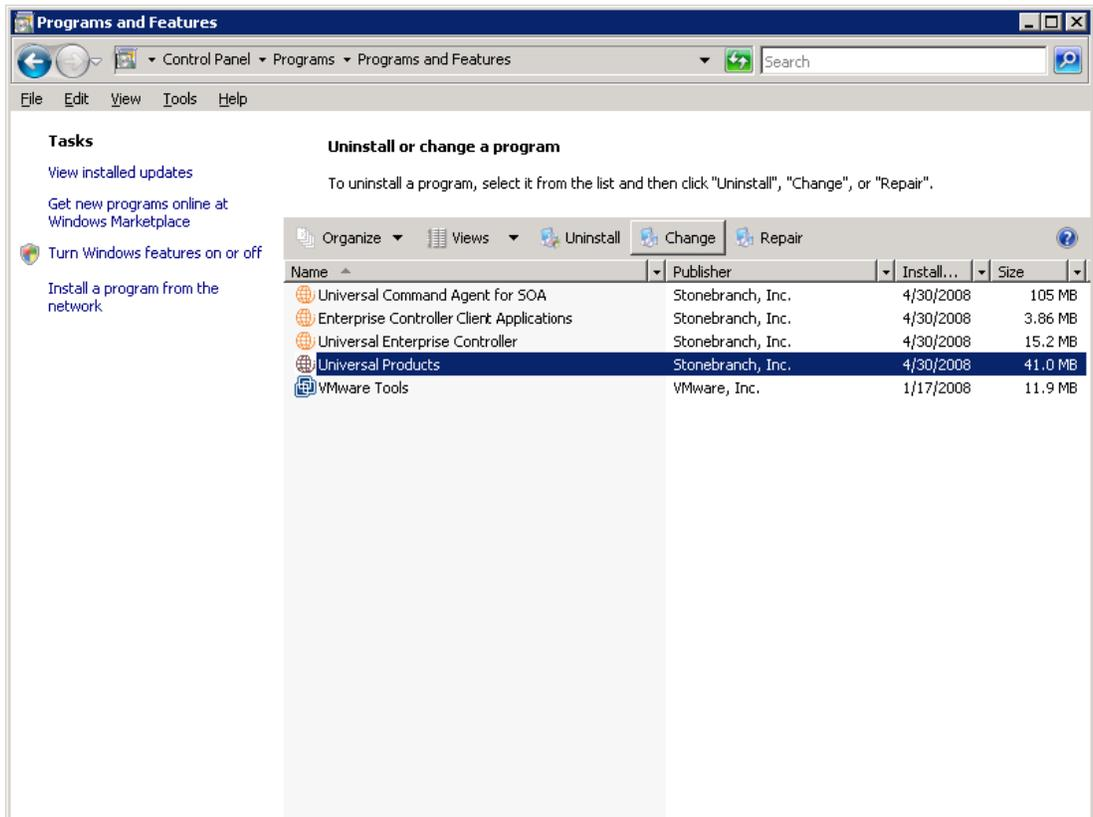 Programs and Features
Control Panel Programs Programs and Features
Search
File Edit View Tools Help
Tasks
View installed updates
Get new programs online at
Windows Marketplace
Turn Windows features on or off
Install a program from the
network
Uninstall or change a program
To uninstall a program, select it from the list and then click "Uninstall", "Change", or "Repair".
Organize Views Uninstall Change Repair
Name Publisher Install... Size
Universal Command Agent for SOA Stonebranch, Inc. 4/30/2008 105 MB
Enterprise Controller Client Applications Stonebranch, Inc. 4/30/2008 3.86 MB
Universal Enterprise Controller Stonebranch, Inc. 4/30/2008 15.2 MB
Universal Products Stonebranch, Inc. 4/30/2008 41.0 MB
VMware Tools VMware, Inc. 1/17/2008 11.9 MB